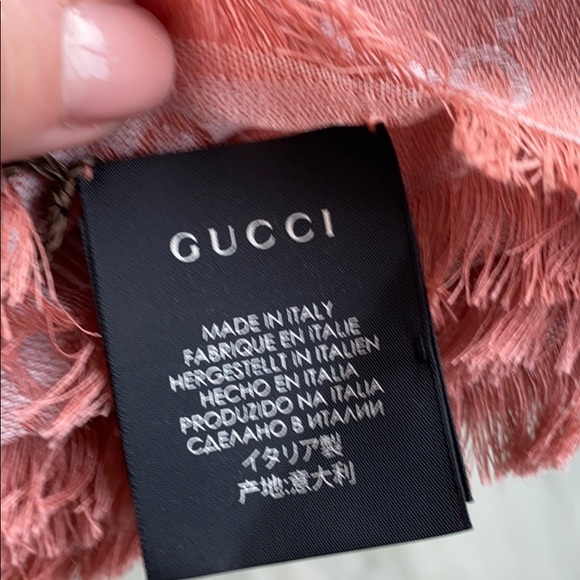 GUCCI
MADE IN ITALY
FABRIQUE EN ITALIE
HERGESTELLT IN ITALIEN
HECHO EN ITALIA
PRODUZIDO NA ITALIA
СДЕЛАНО В ИТАЛИИ
イタリア製
产地:意大利